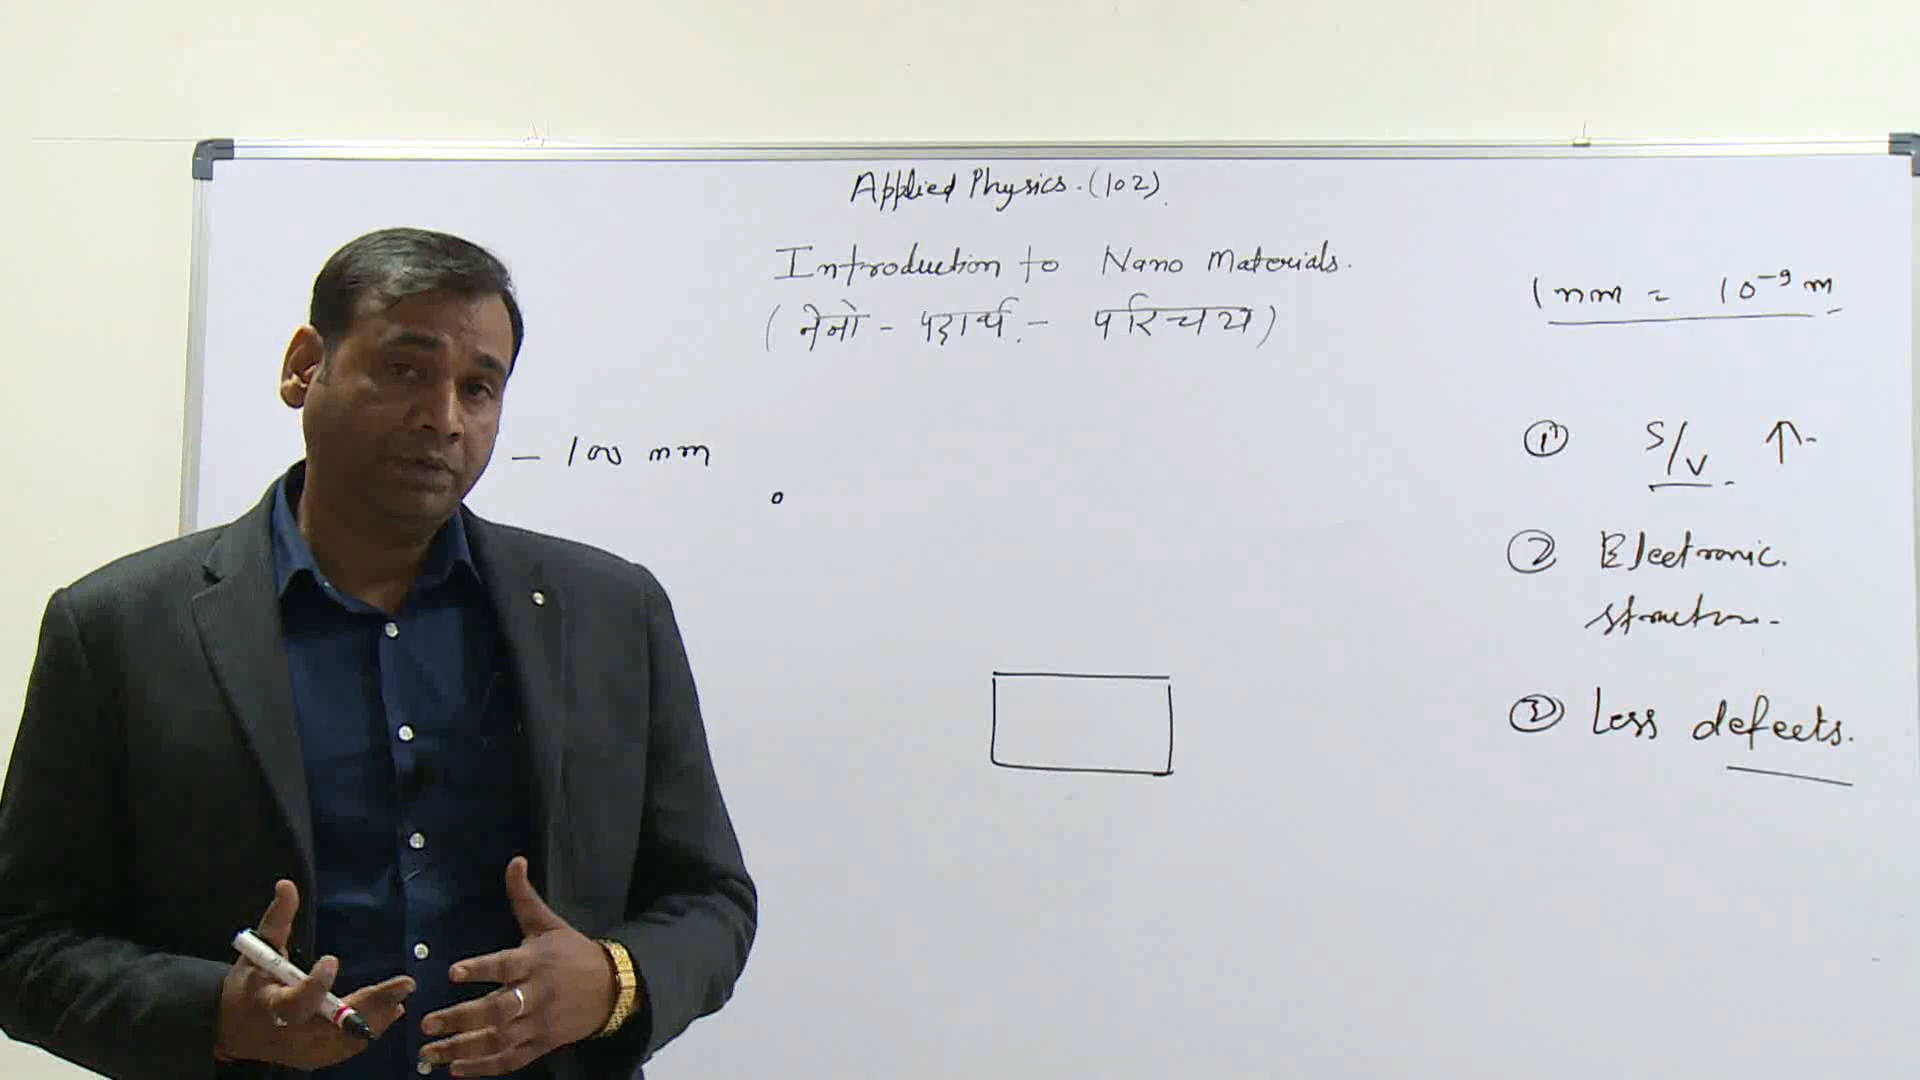 Applied Physics. (102).
Introduction to Nano Materials.
(नेनो - पदार्थ. - परिचय)
1 nm = 10⁻⁹ m
- 100 nm
① S/V ↑
② Electronic.
structure.
③ Less defects.